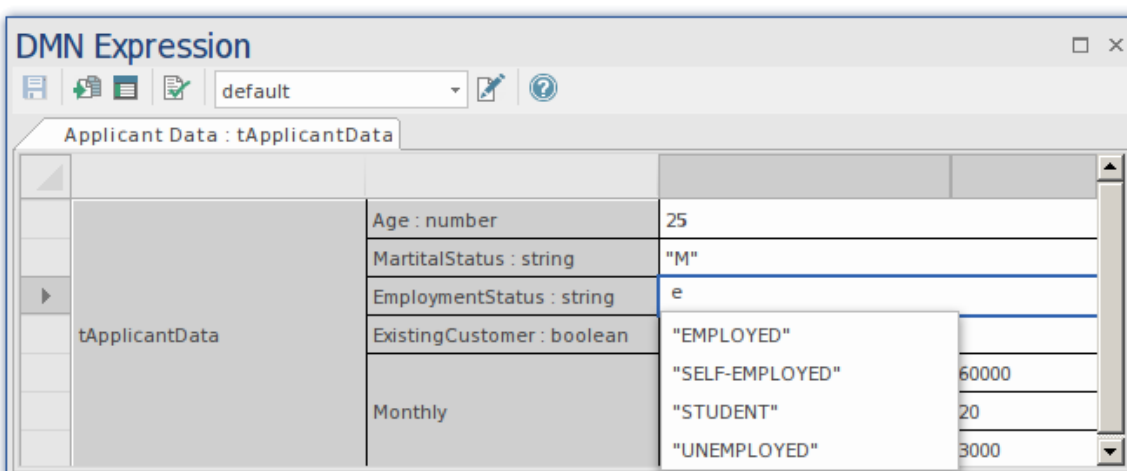 DMN Expression
default
Applicant Data : tApplicantData
Age : number 25
MartitalStatus : string "M"
EmploymentStatus : string e
tApplicantData ExistingCustomer : boolean "EMPLOYED"
"SELF-EMPLOYED" 60000
Monthly "STUDENT" 20
"UNEMPLOYED" 3000